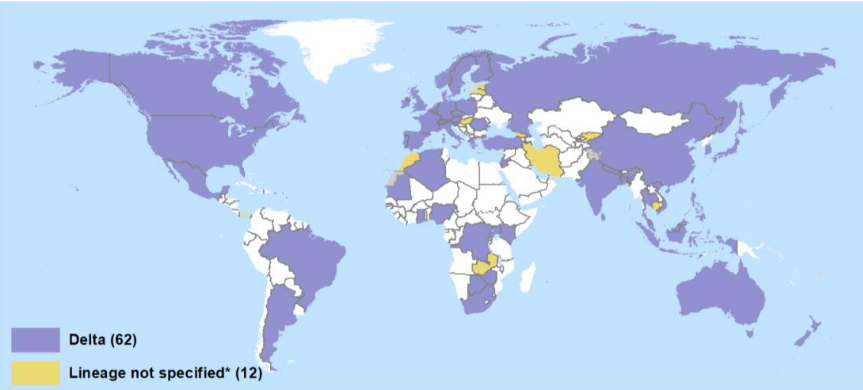 Delta (62)
Lineage not specified* (12)